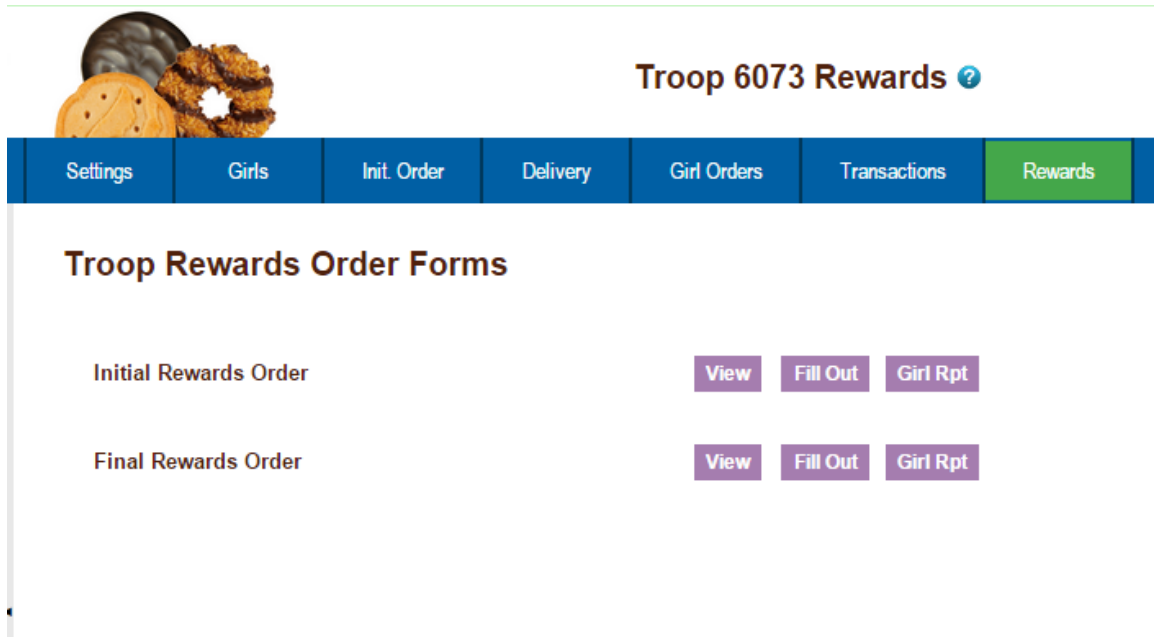 Troop 6073 Rewards ?
Settings Girls Init. Order Delivery Girl Orders Transactions Rewards
Troop Rewards Order Forms
Initial Rewards Order View Fill Out Girl Rpt
Final Rewards Order View Fill Out Girl Rpt